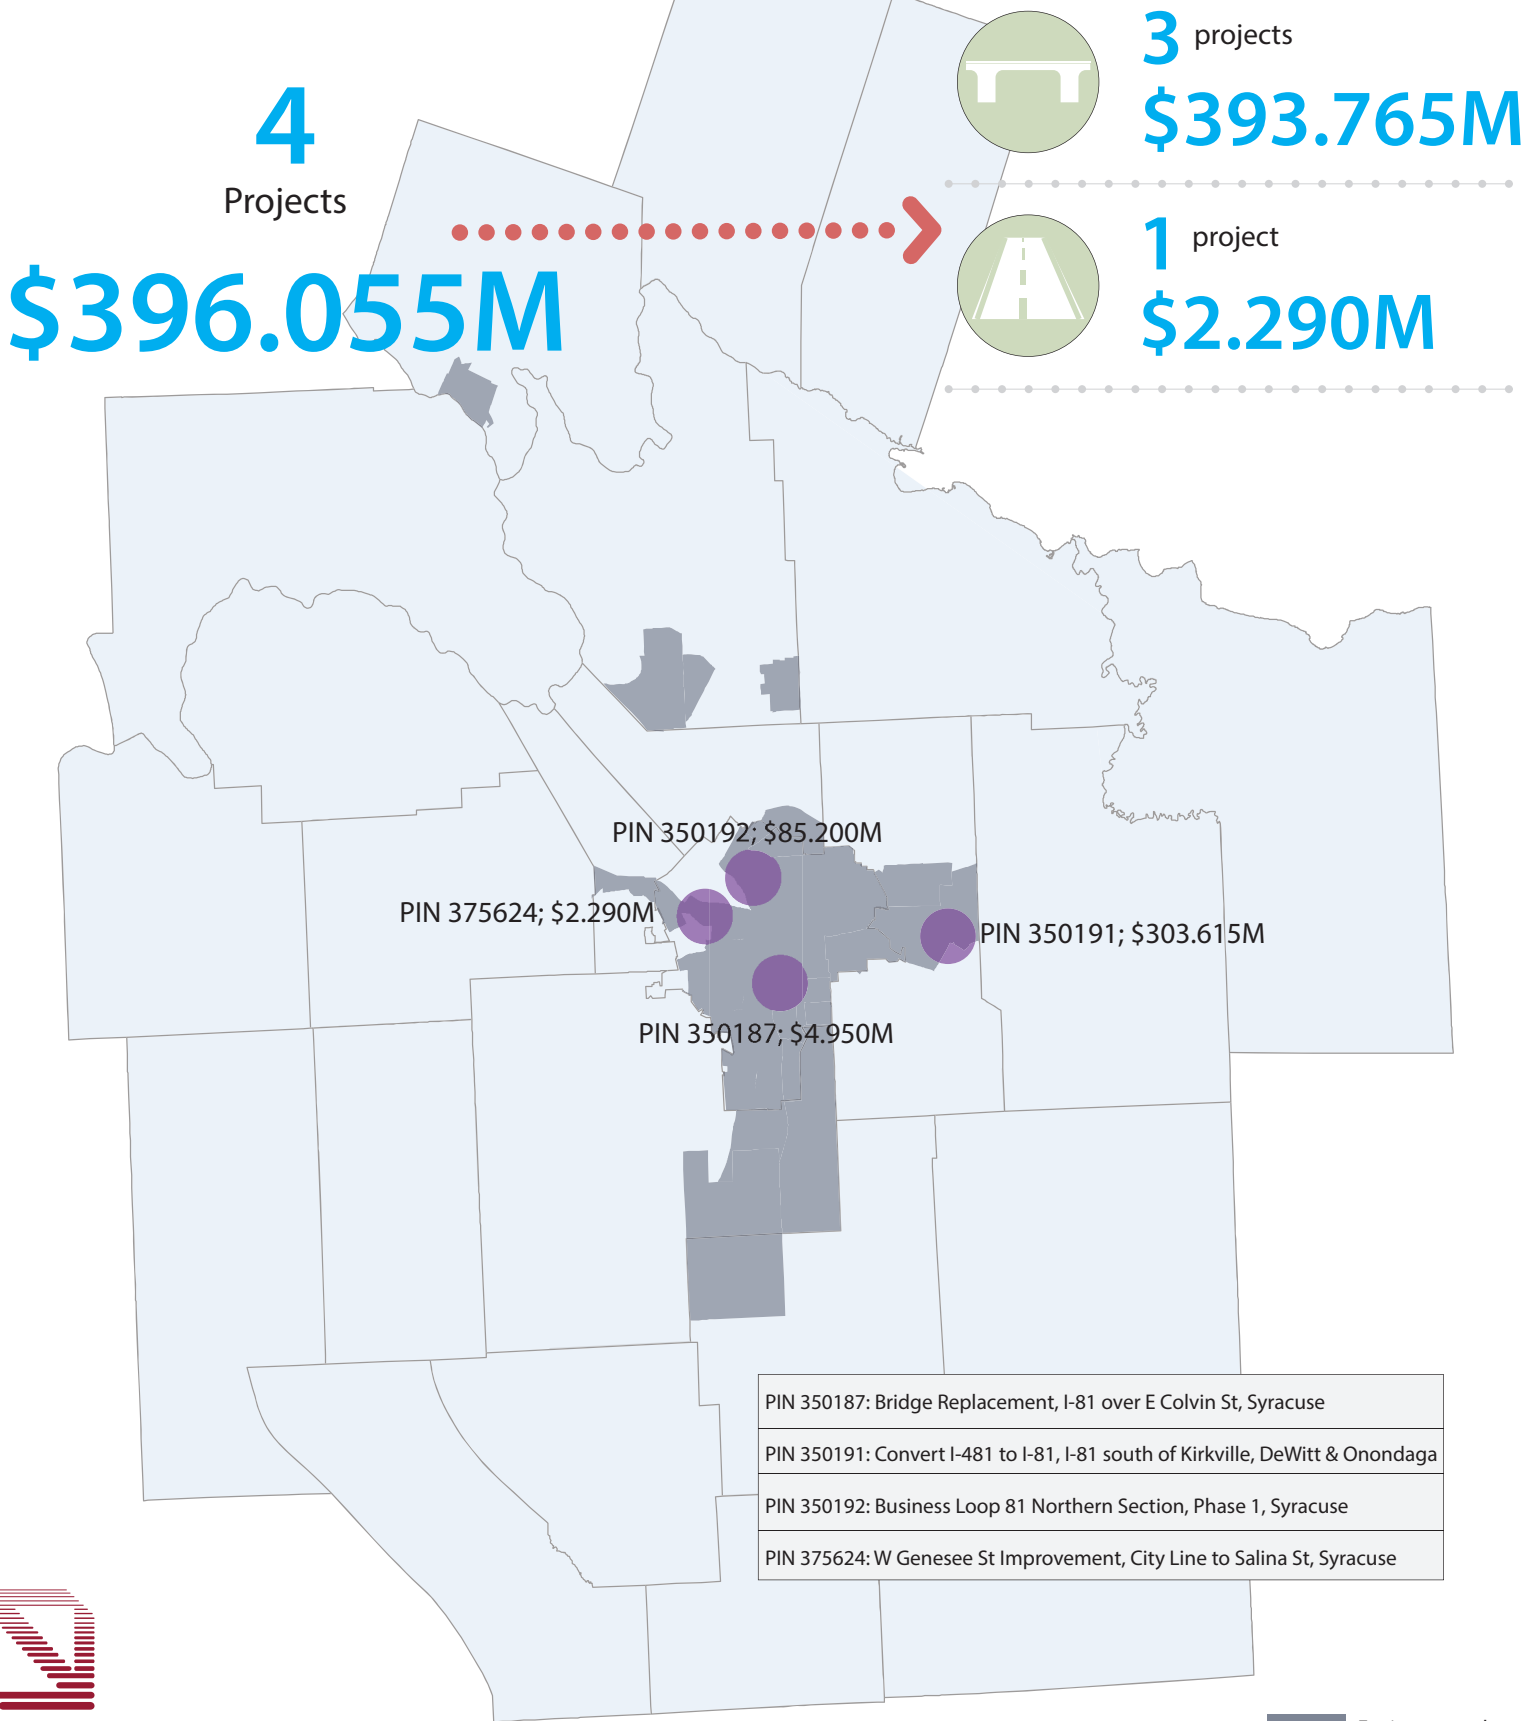 4
Projects
$396.055M
3 projects
$393.765M
1 project
$2.290M
PIN 350192; $85.200M
PIN 375624; $2.290M
PIN 350191; $303.615M
PIN 350187; $4.950M
PIN 350187: Bridge Replacement, I-81 over E Colvin St, Syracuse
PIN 350191: Convert I-481 to I-81, I-81 south of Kirkville, DeWitt & Onondaga
PIN 350192: Business Loop 81 Northern Section, Phase 1, Syracuse
PIN 375624: W Genesee St Improvement, City Line to Salina St, Syracuse